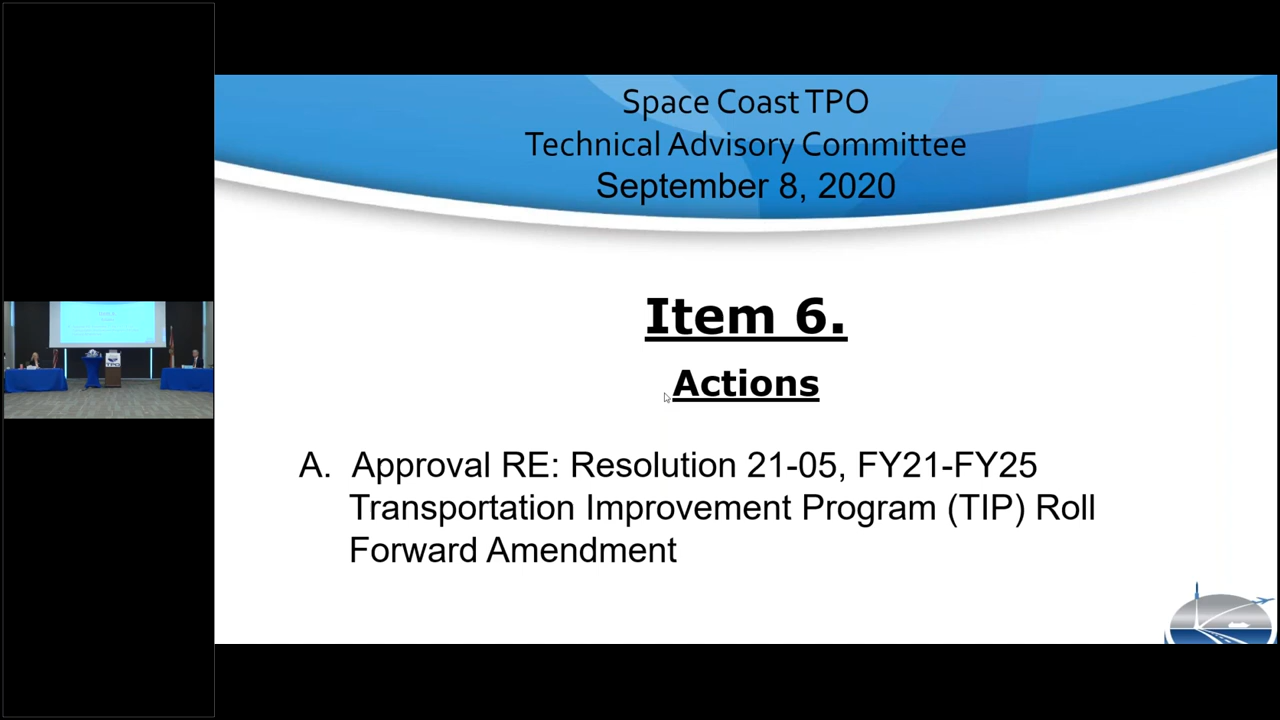 Space Coast TPO
Technical Advisory Committee
September 8, 2020
Item 6.
Actions
A. Approval RE: Resolution 21-05, FY21-FY25
Transportation Improvement Program (TIP) Roll
Forward Amendment